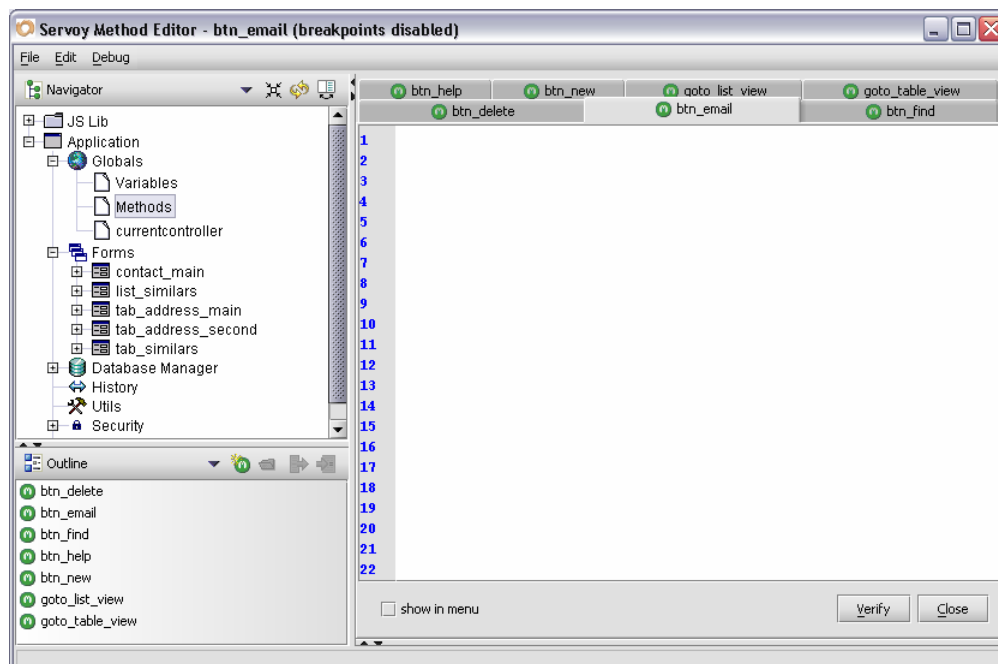 Servoy Method Editor - btn_email (breakpoints disabled)
File Edit Debug
Navigator
JS Lib
Application
Globals
Variables
Methods
currentcontroller
Forms
contact_main
list_similars
tab_address_main
tab_address_second
tab_similars
Database Manager
History
Utils
Security
Outline
btn_delete
btn_email
btn_find
btn_help
btn_new
goto_list_view
goto_table_view
btn_help btn_new goto_list_view goto_table_view
btn_delete btn_email btn_find
1
2
3
4
5
6
7
8
9
10
11
12
13
14
15
16
17
18
19
20
21
22
show in menu Verify Close